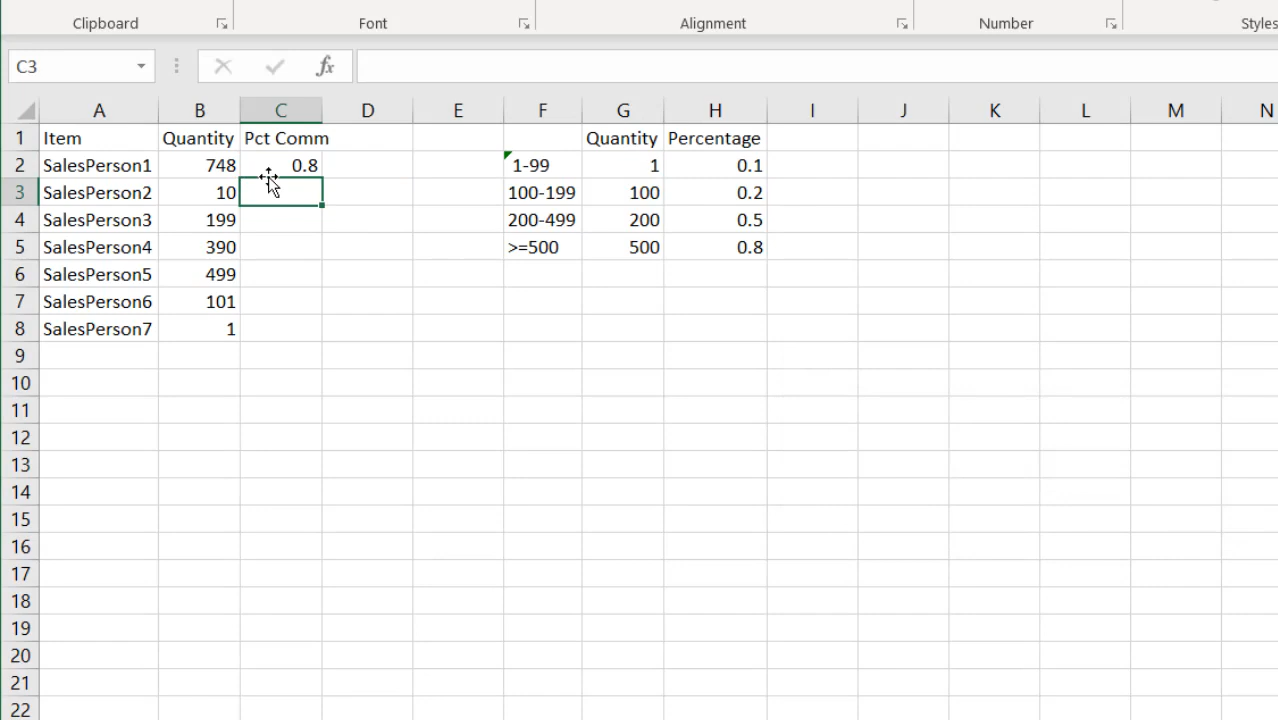 Clipboard Font Alignment Number Styles
C3 fx
A B C D E F G H I J K L M N
1 Item Quantity Pct Comm Quantity Percentage
2 SalesPerson1 748 0.8 1-99 1 0.1
3 SalesPerson2 10 100-199 100 0.2
4 SalesPerson3 199 200-499 200 0.5
5 SalesPerson4 390 >=500 500 0.8
6 SalesPerson5 499
7 SalesPerson6 101
8 SalesPerson7 1
9
10
11
12
13
14
15
16
17
18
19
20
21
22